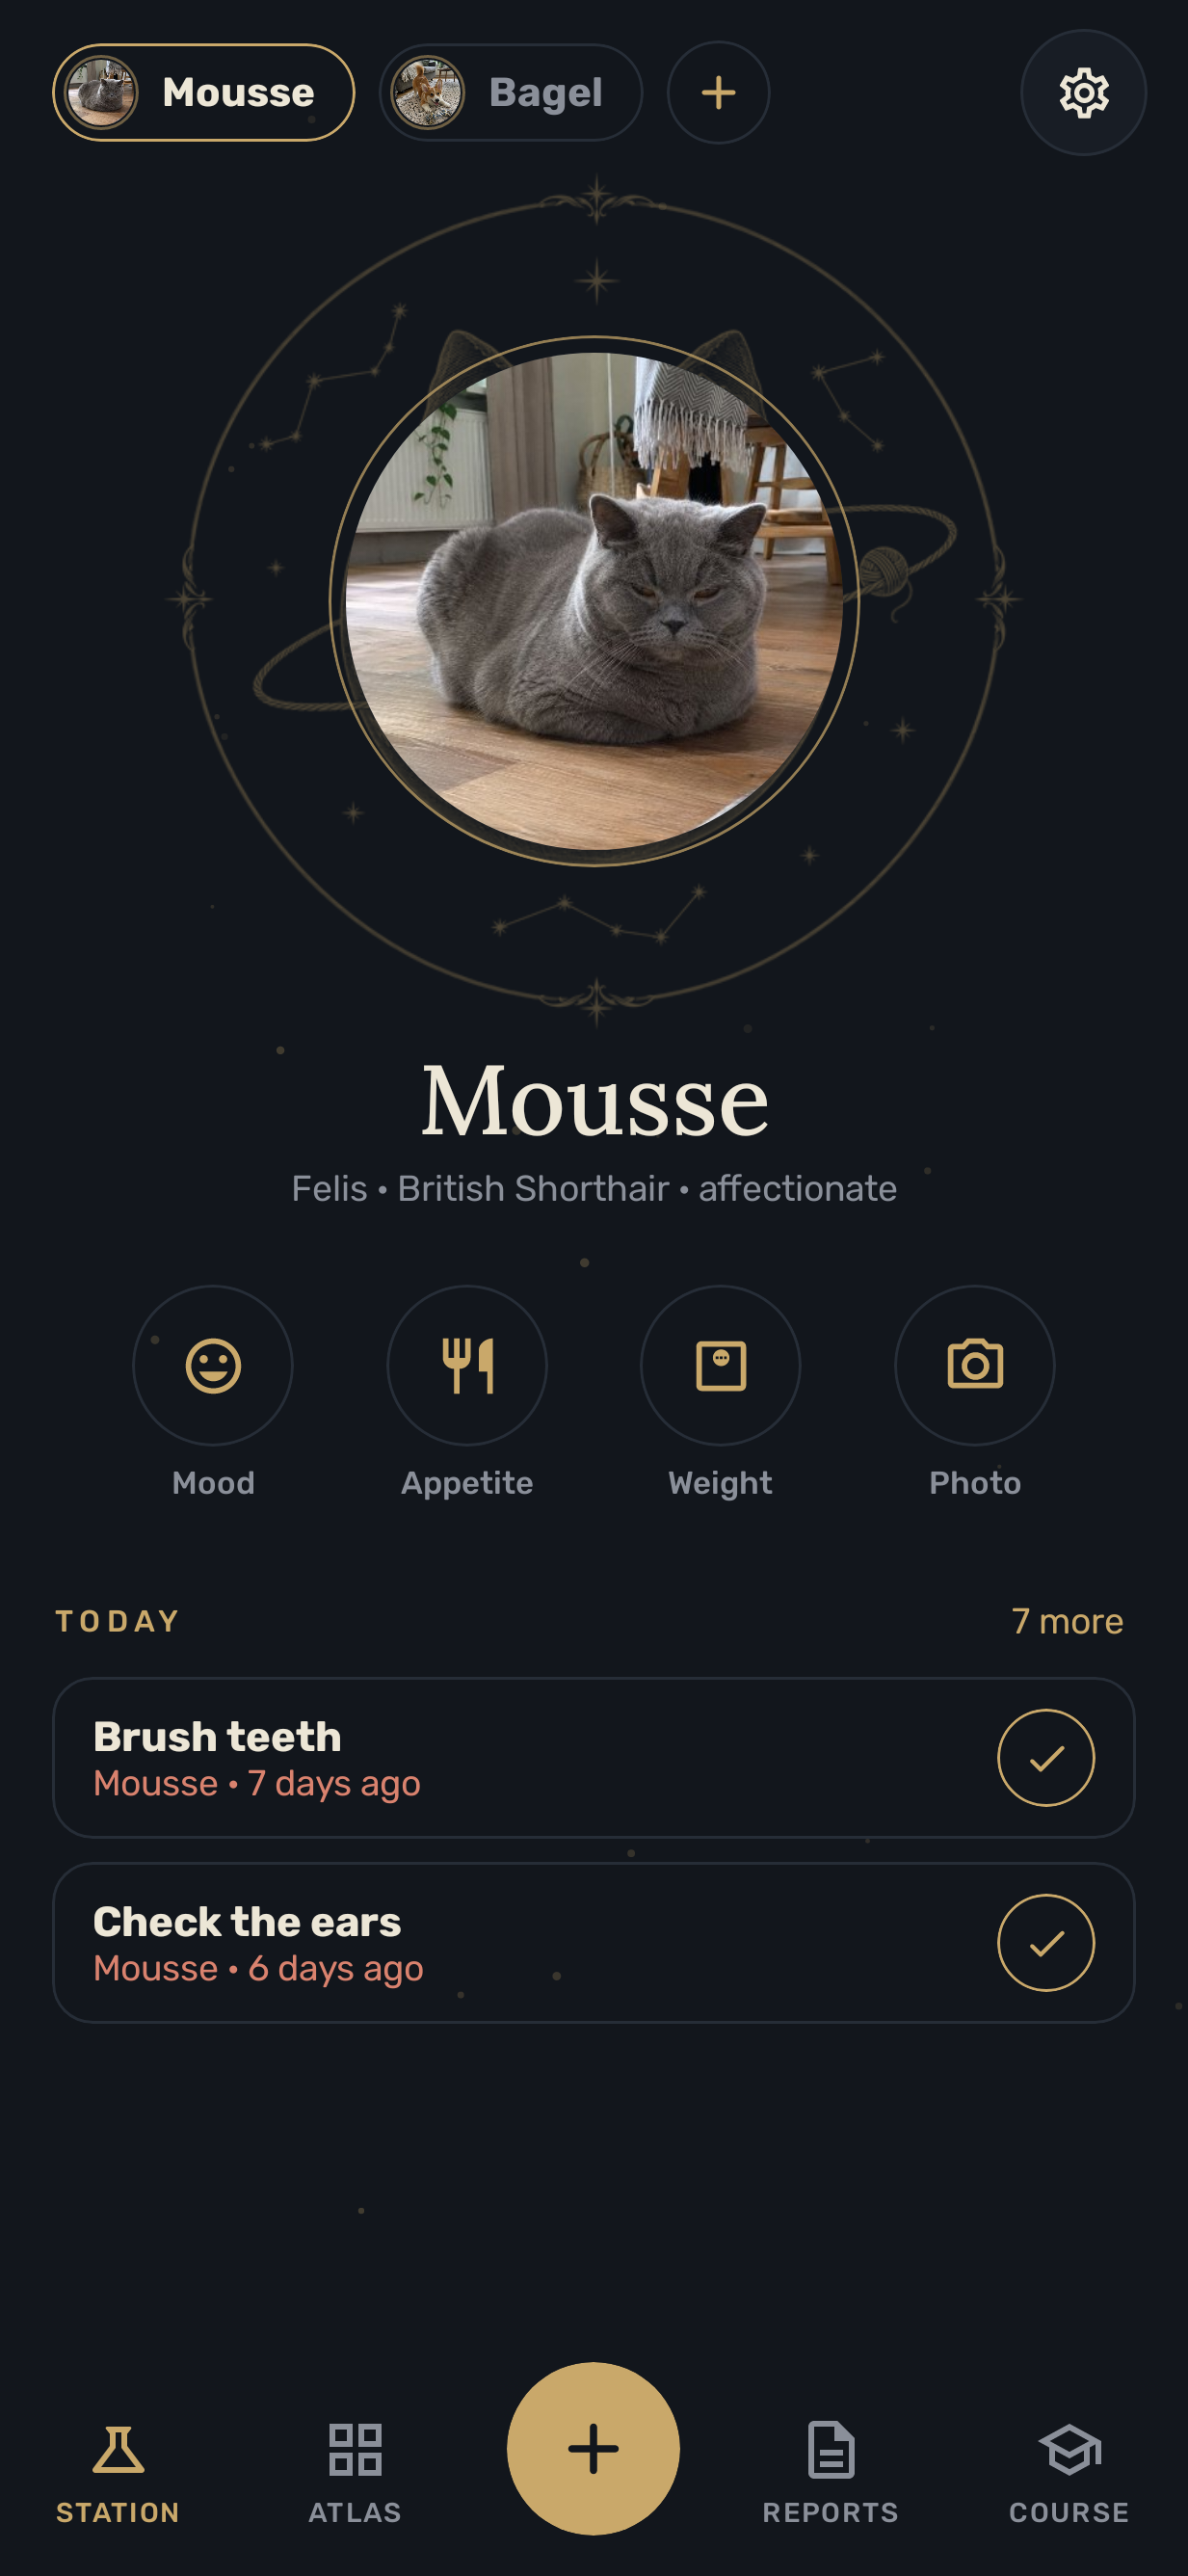 Mousse
Bagel
Mousse
Felis • British Shorthair • affectionate
Mood
Appetite
Weight
Photo
TODAY
7 more
Brush teeth
Mousse • 7 days ago
Check the ears
Mousse • 6 days ago
STATION
ATLAS
REPORTS
COURSE